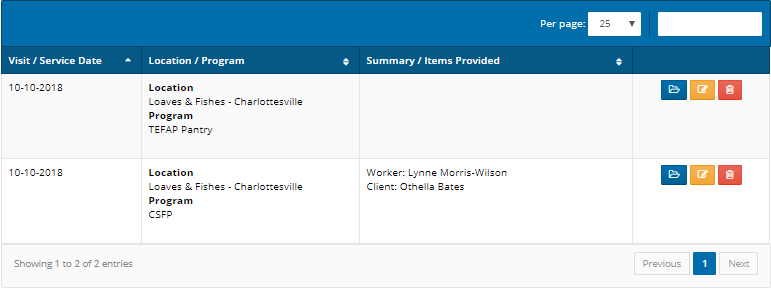 Per page: 25
Visit / Service Date Location / Program Summary / Items Provided
10-10-2018 Location
Loaves & Fishes - Charlottesville
Program
TEFAP Pantry
10-10-2018 Location Worker: Lynne Morris-Wilson
Loaves & Fishes - Charlottesville Client: Othella Bates
Program
CSFP
Showing 1 to 2 of 2 entries Previous 1 Next